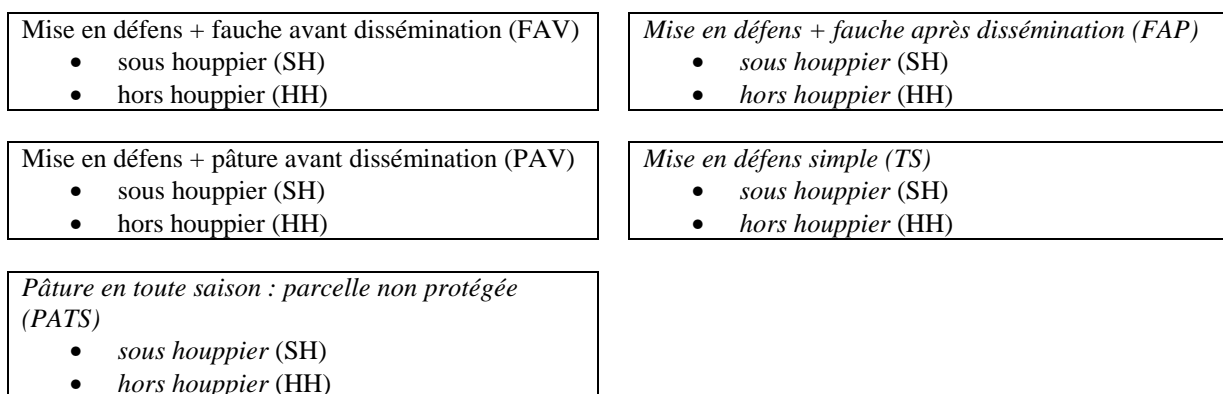 Mise en défens + fauche avant dissémination (FAV)
• sous houppier (SH)
• hors houppier (HH)
Mise en défens + fauche après dissémination (FAP)
• sous houppier (SH)
• hors houppier (HH)
Mise en défens + pâture avant dissémination (PAV)
• sous houppier (SH)
• hors houppier (HH)
Mise en défens simple (TS)
• sous houppier (SH)
• hors houppier (HH)
Pâture en toute saison : parcelle non protégée
(PATS)
• sous houppier (SH)
• hors houppier (HH)